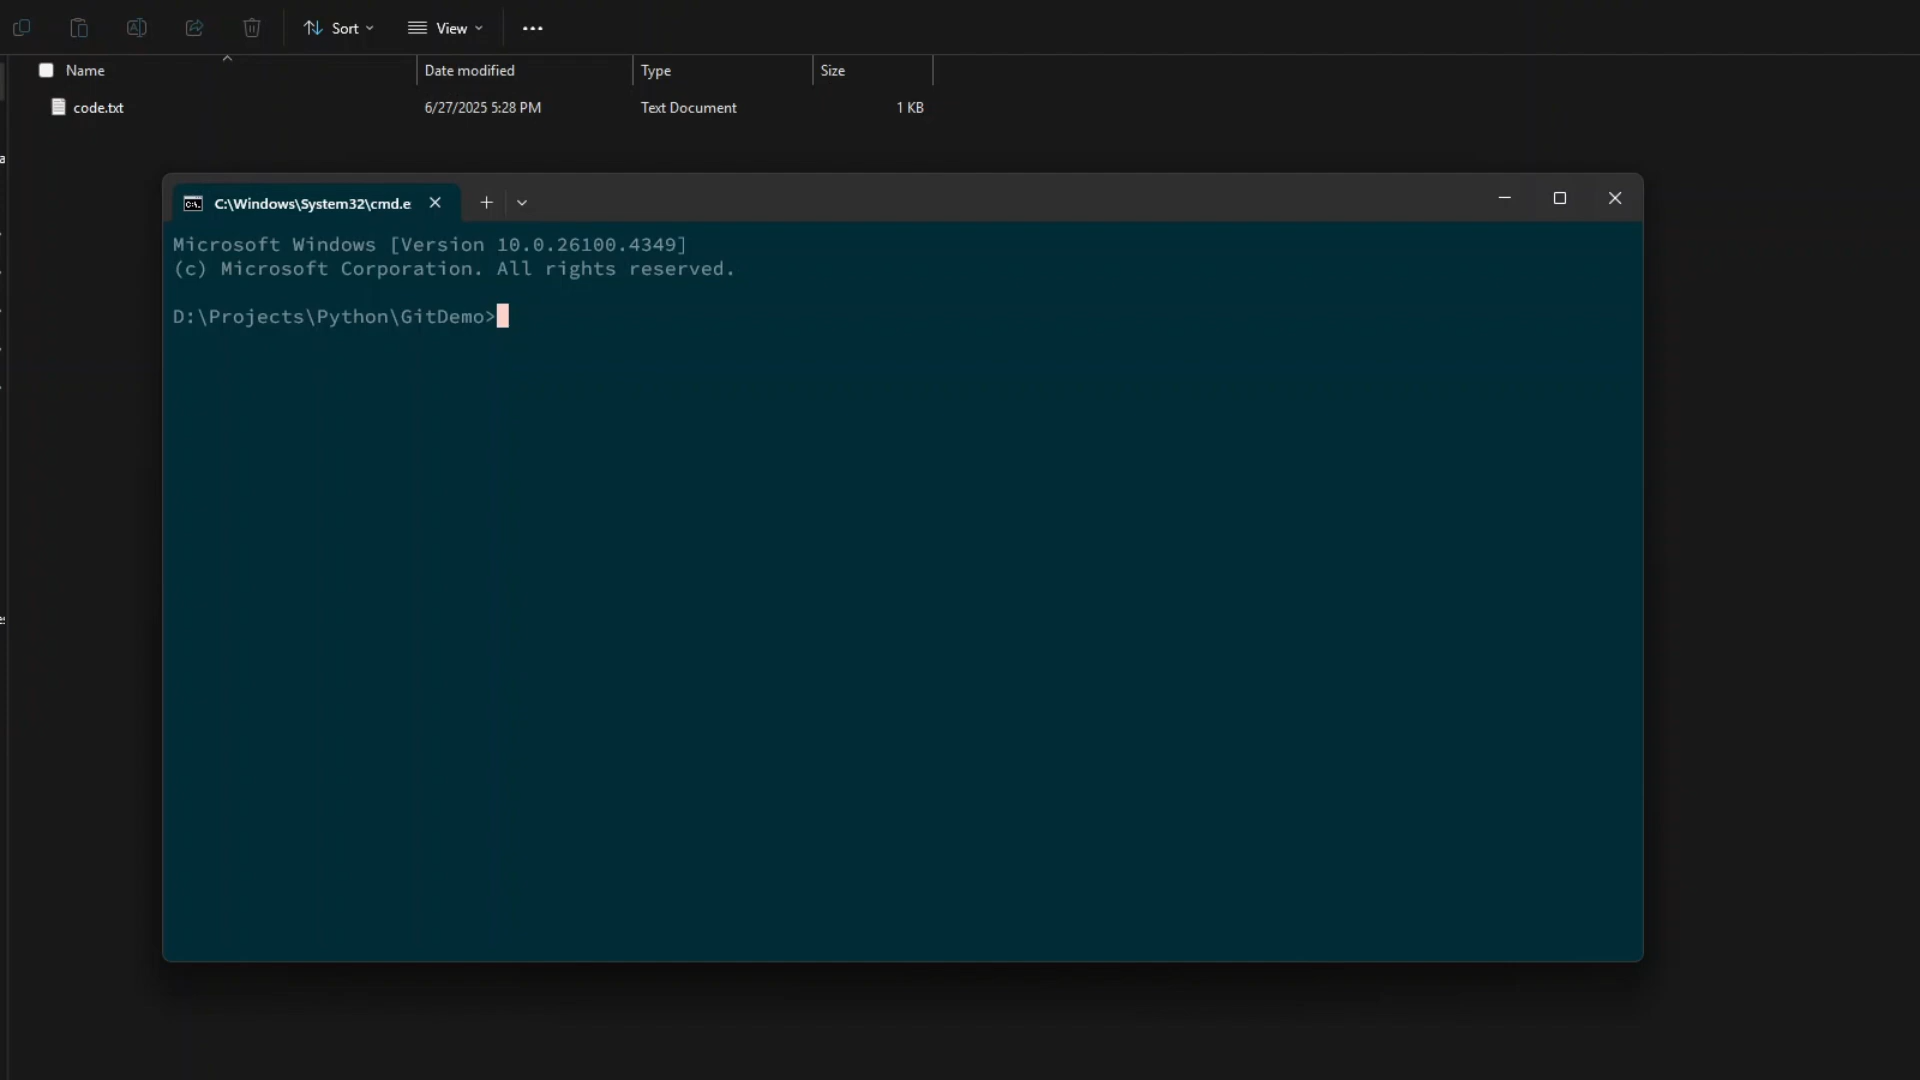 Sort
View
Name
Date modified
Type
Size
code.txt
6/27/2025 5:28 PM
Text Document
1 KB
C:\Windows\System32\cmd.e
Microsoft Windows [Version 10.0.26100.4349]
(c) Microsoft Corporation. All rights reserved.
D:\Projects\Python\GitDemo>